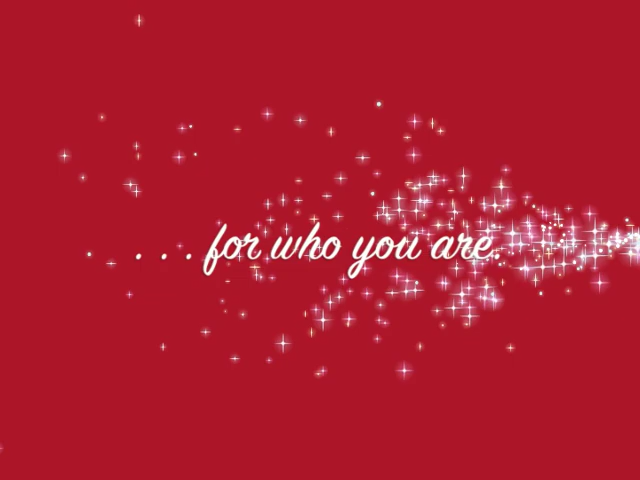 . . . for who you are.